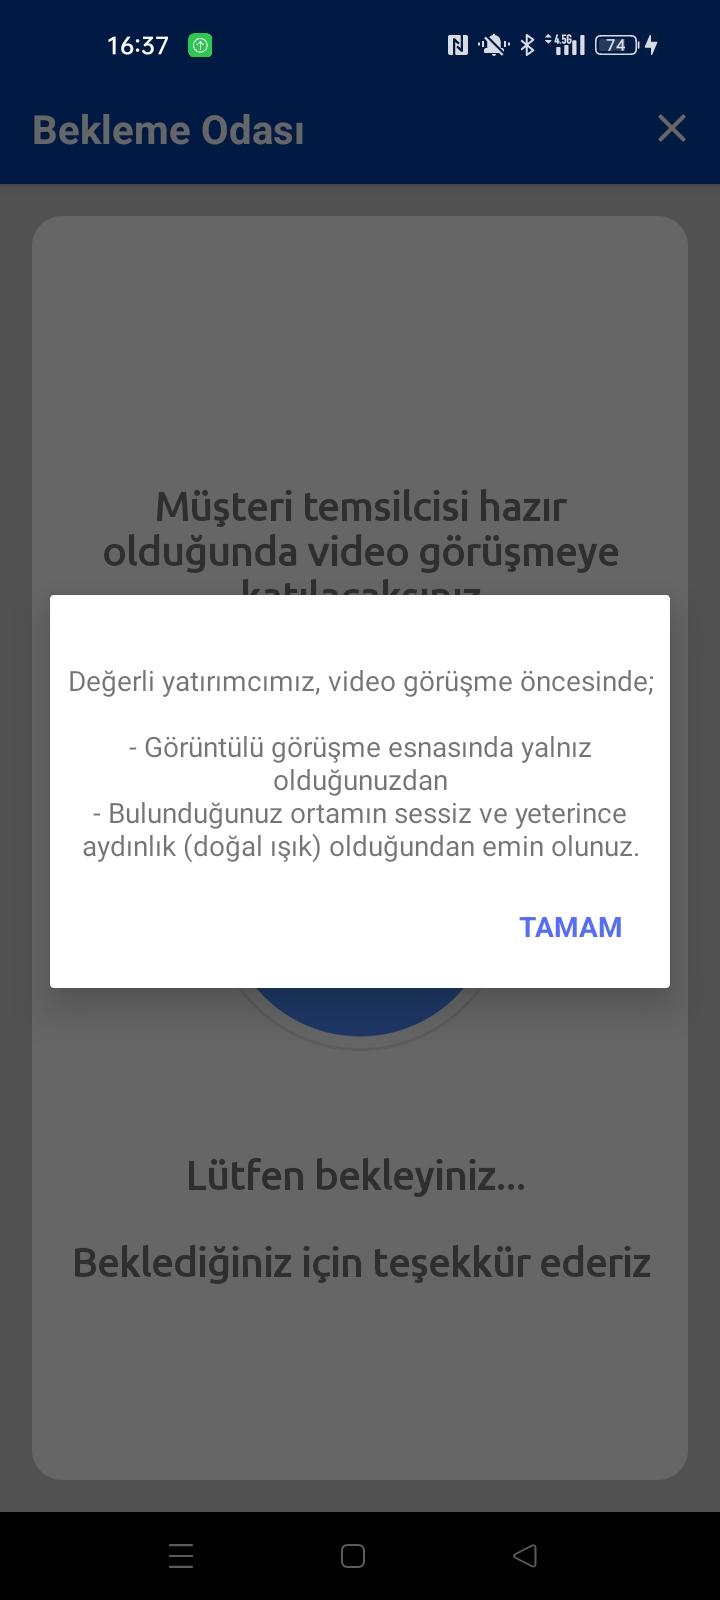 16:37
4.5G
74
Bekleme Odası
Müşteri temsilcisi hazır
olduğunda video görüşmeye
katılacaksınız
Değerli yatırımcımız, video görüşme öncesinde;
- Görüntülü görüşme esnasında yalnız
olduğunuzdan
- Bulunduğunuz ortamın sessiz ve yeterince
aydınlık (doğal ışık) olduğundan emin olunuz.
TAMAM
Lütfen bekleyiniz...
Beklediğiniz için teşekkür ederiz